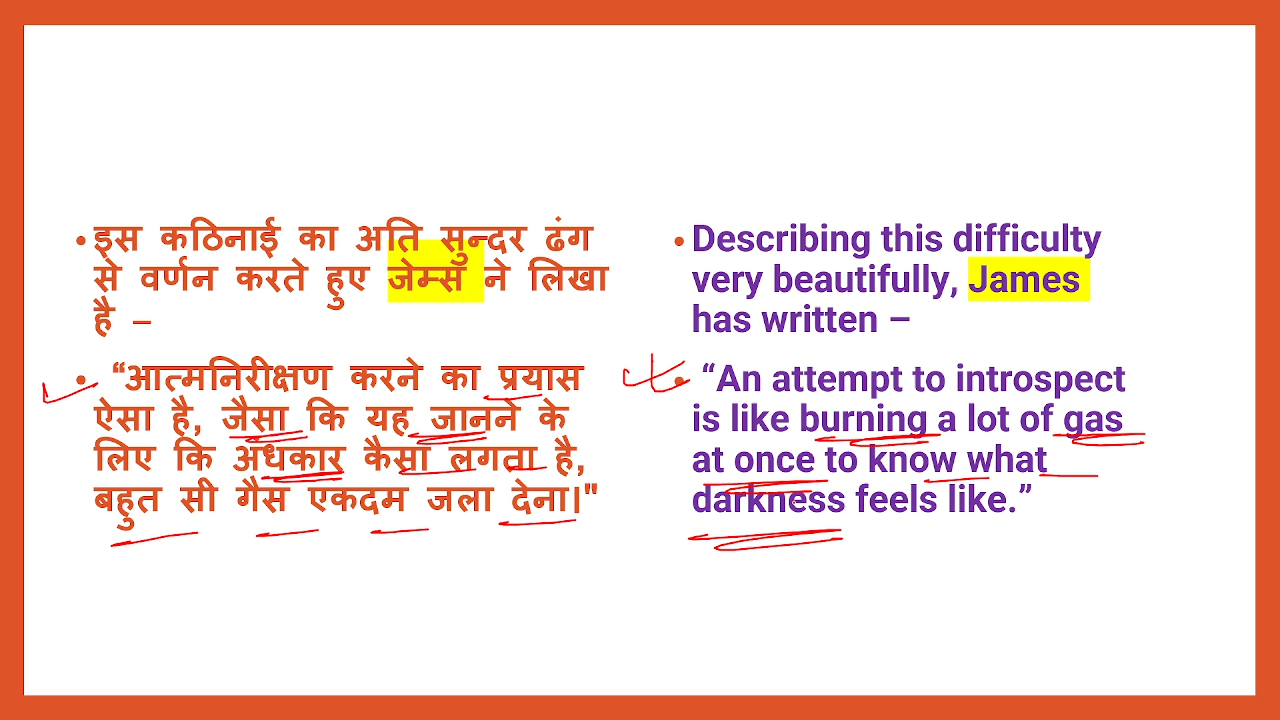 • इस कठिनाई का अति सुन्दर ढंग
से वर्णन करते हुए जेम्स ने लिखा
है –
• “आत्मनिरीक्षण करने का प्रयास
ऐसा है, जैसा कि यह जानने के
लिए कि अंधकार कैसा लगता है,
बहुत सी गैस एकदम जला देना।"
• Describing this difficulty
very beautifully, James
has written –
• “An attempt to introspect
is like burning a lot of gas
at once to know what
darkness feels like.”